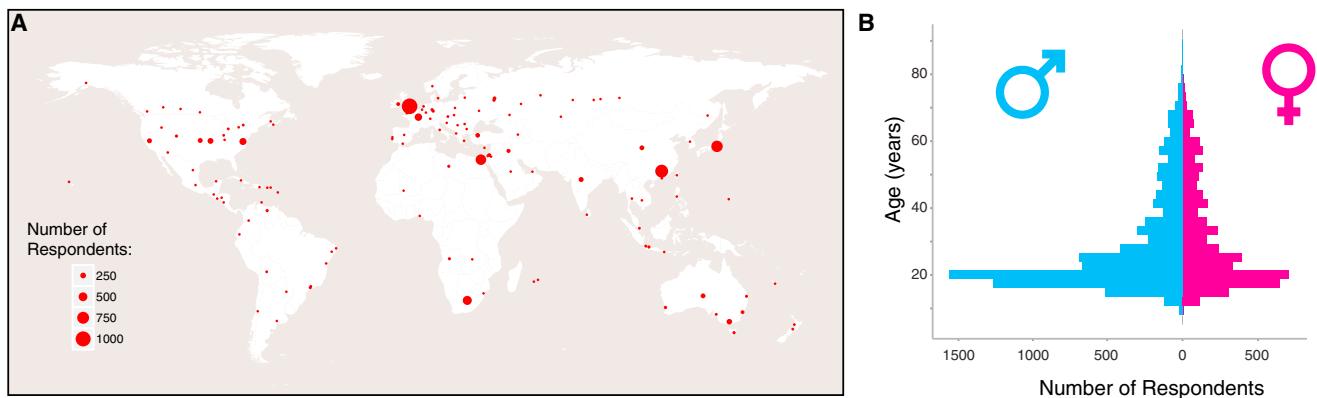 A
Number of
Respondents:
250
500
750
1000
B
Age (years)
80
60
40
20
1500 1000 500 0 500
Number of Respondents